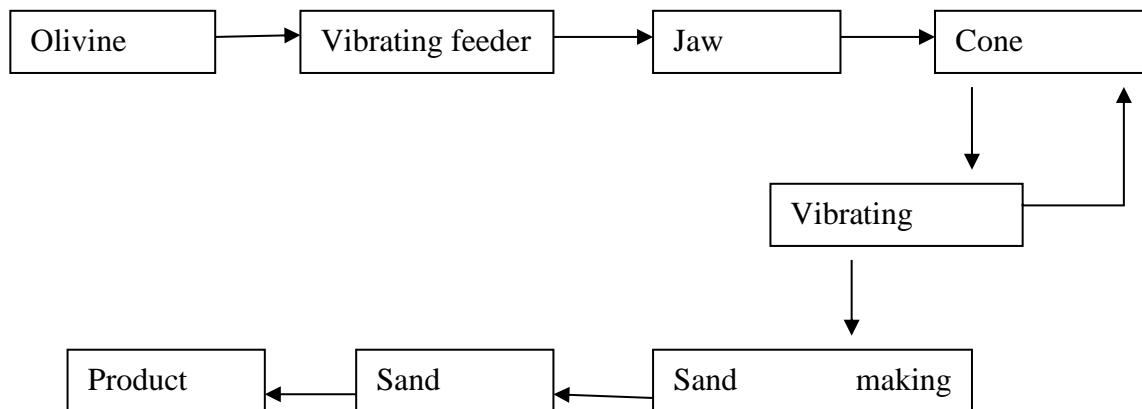 Olivine
Vibrating feeder
Jaw
Cone
Vibrating
Sand making
Sand
Product